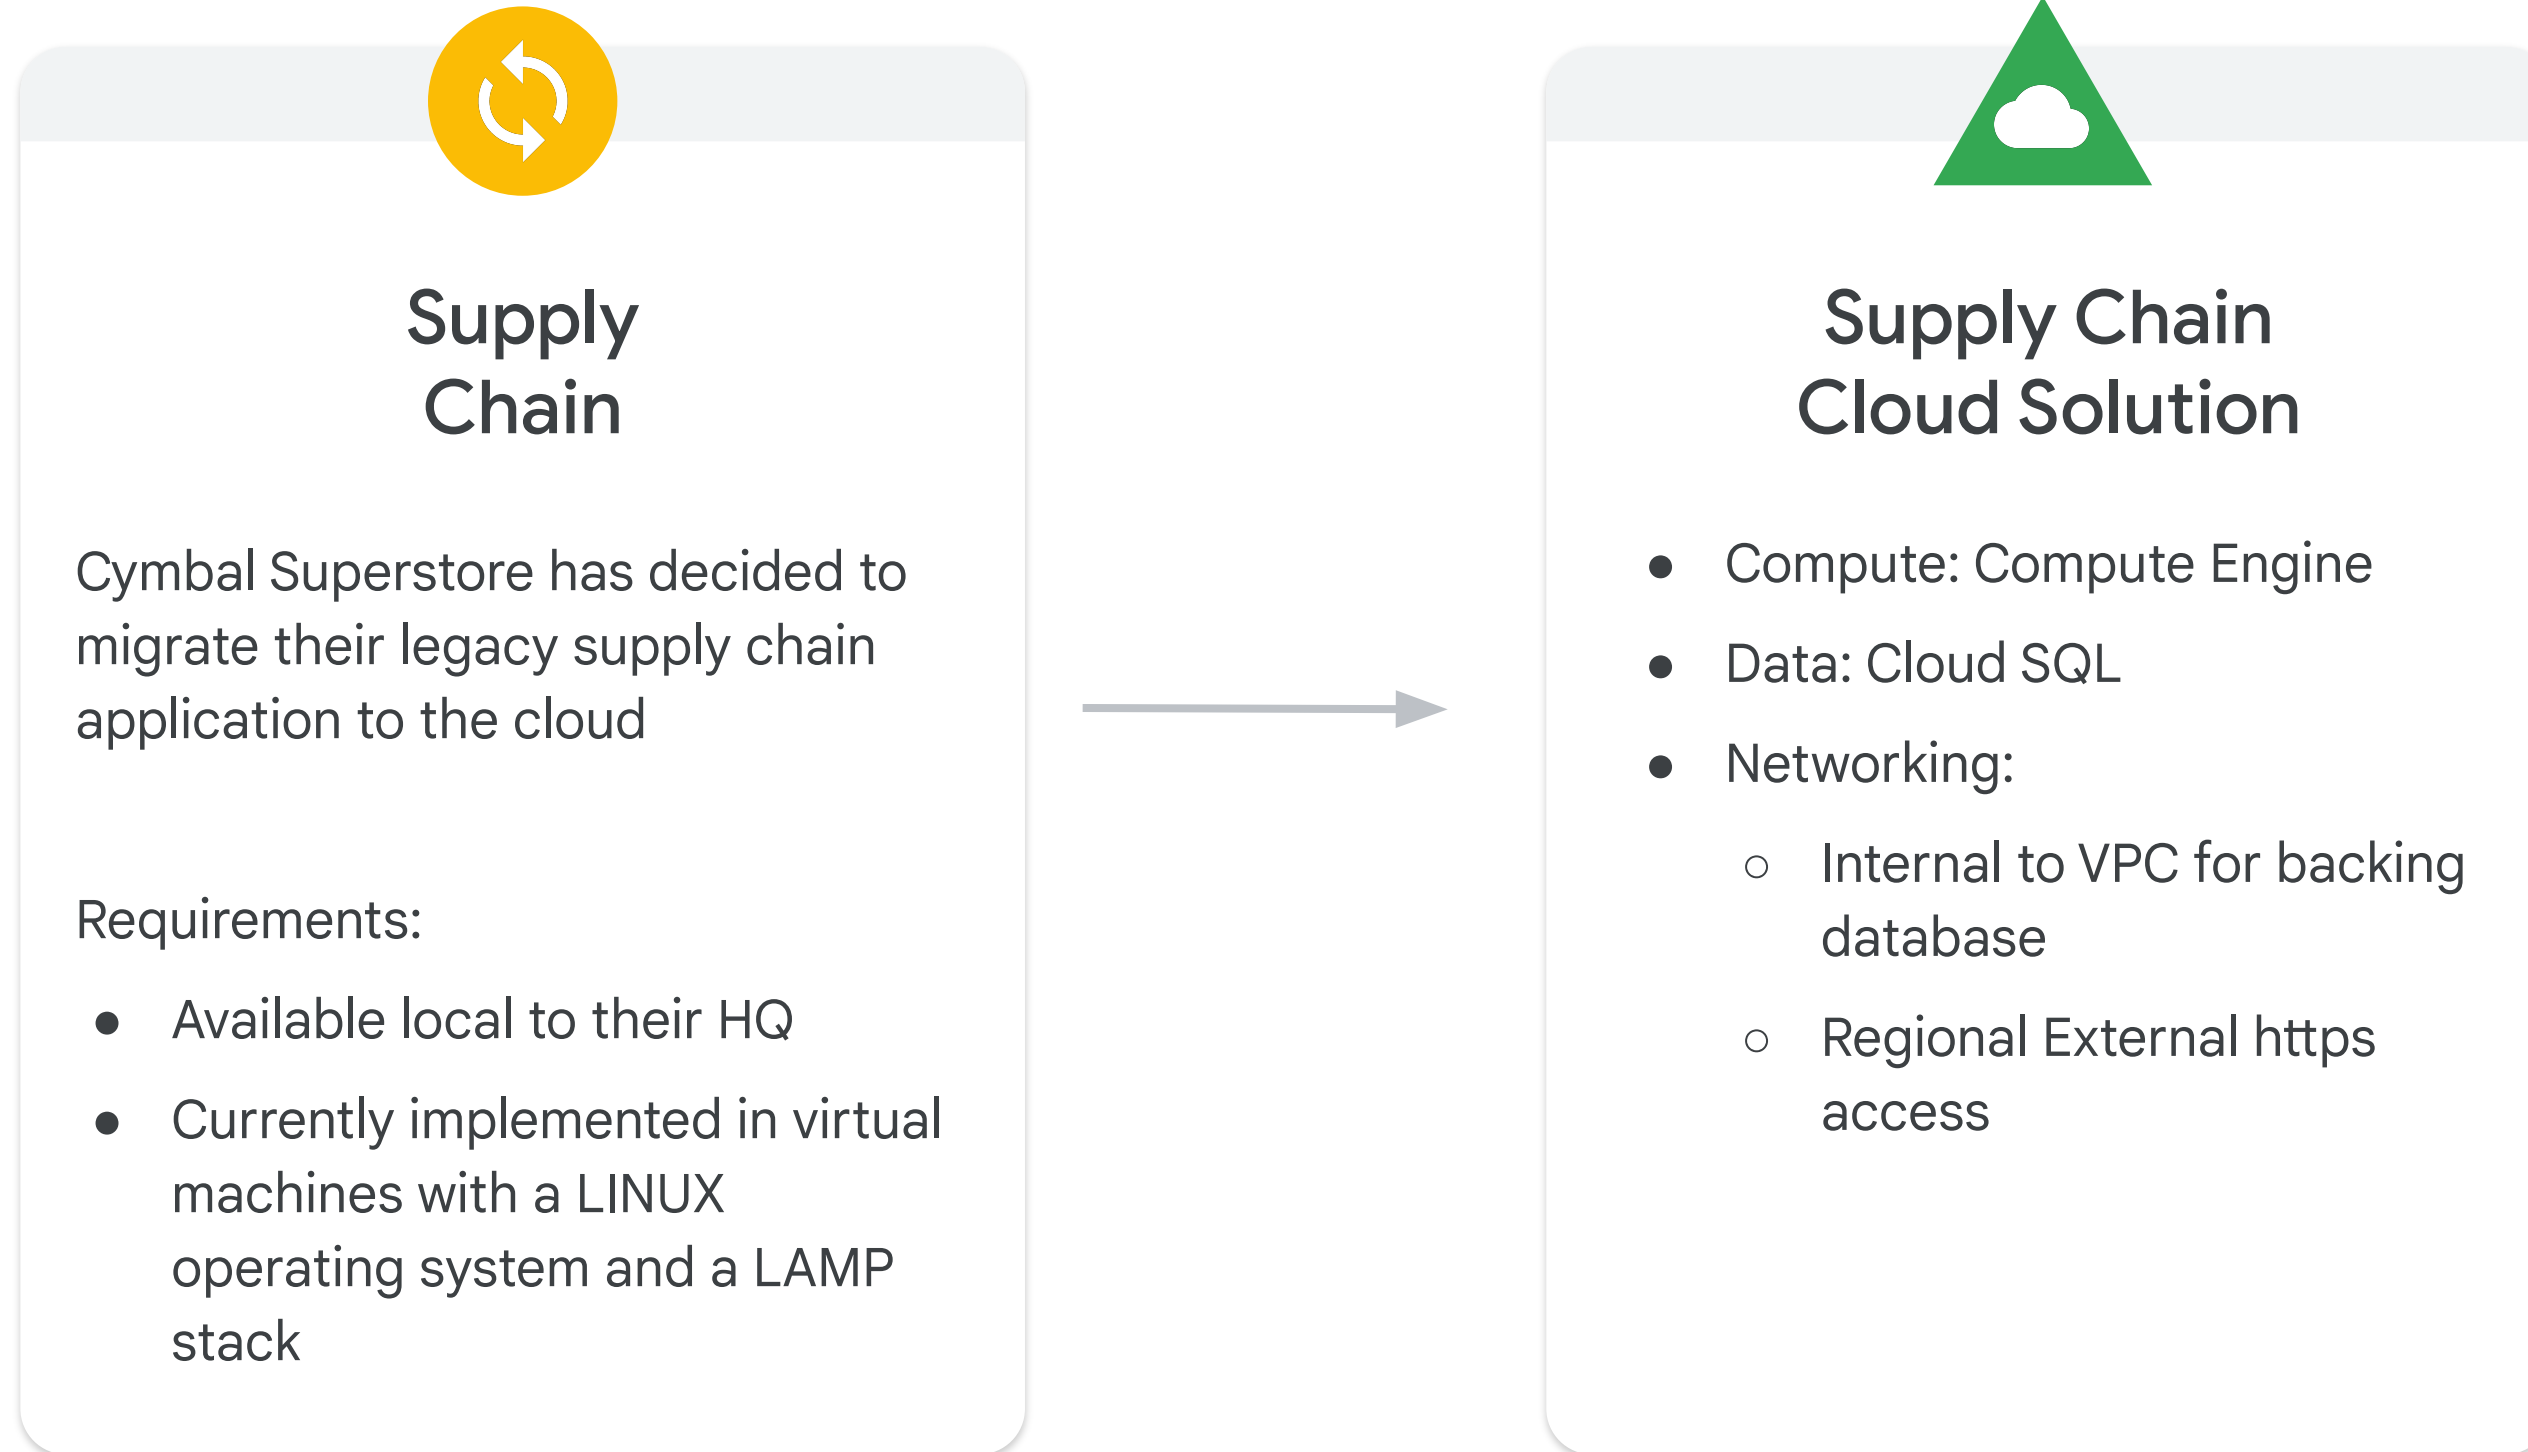 Supply
Chain
Cymbal Superstore has decided to
migrate their legacy supply chain
application to the cloud
Requirements:
● Available local to their HQ
● Currently implemented in virtual
machines with a LINUX
operating system and a LAMP
stack
Supply Chain
Cloud Solution
● Compute: Compute Engine
● Data: Cloud SQL
● Networking:
○ Internal to VPC for backing
database
○ Regional External https
access